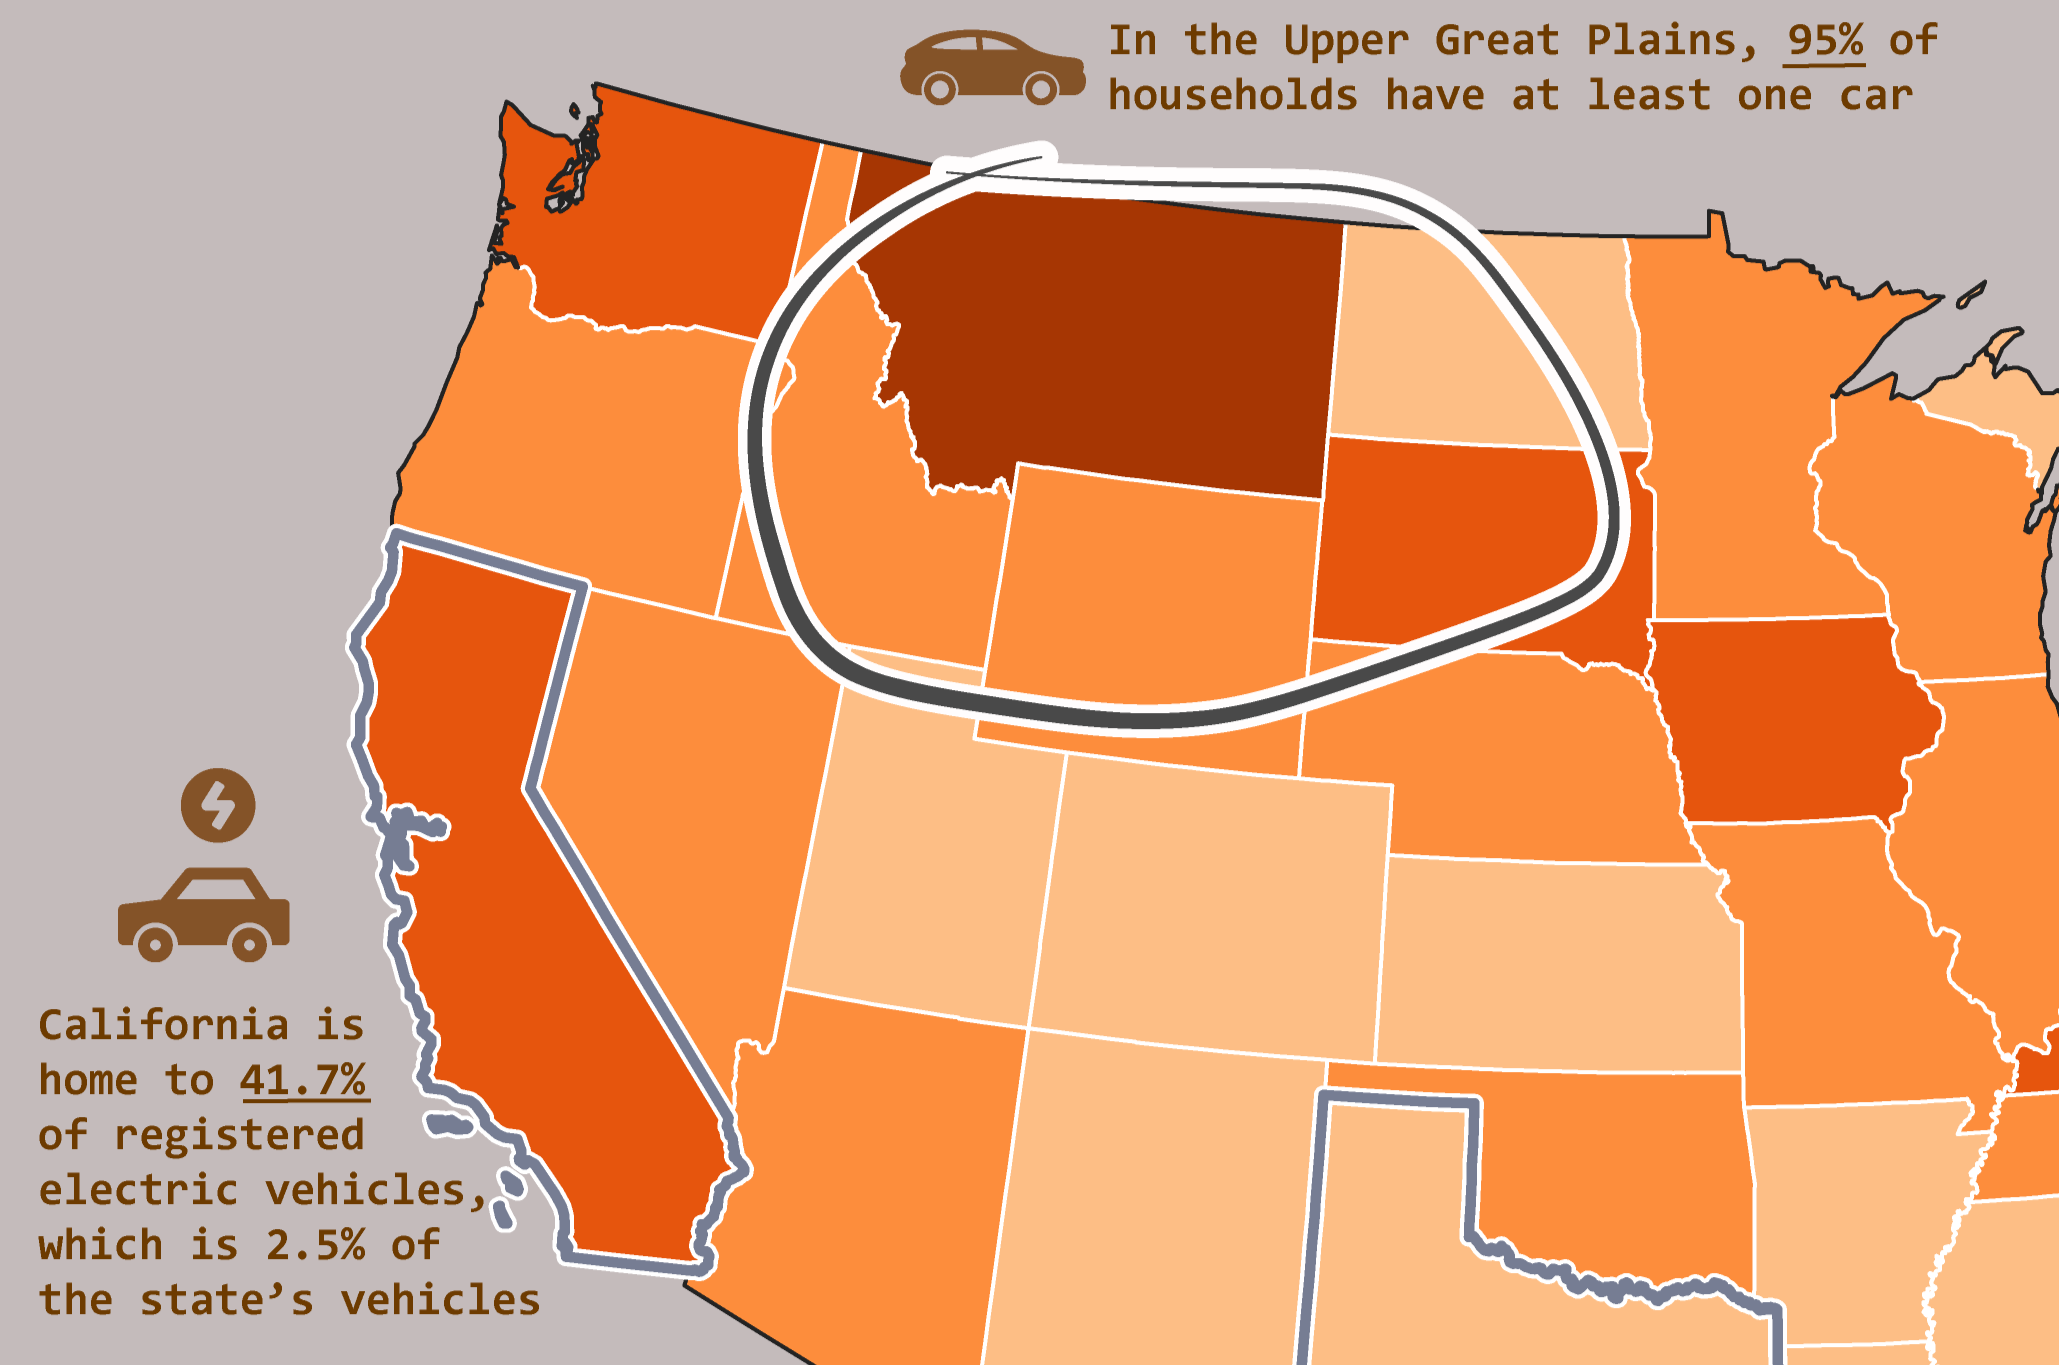 In the Upper Great Plains, 95% of
households have at least one car
California is
home to 41.7%
of registered
electric vehicles,
which is 2.5% of
the state’s vehicles